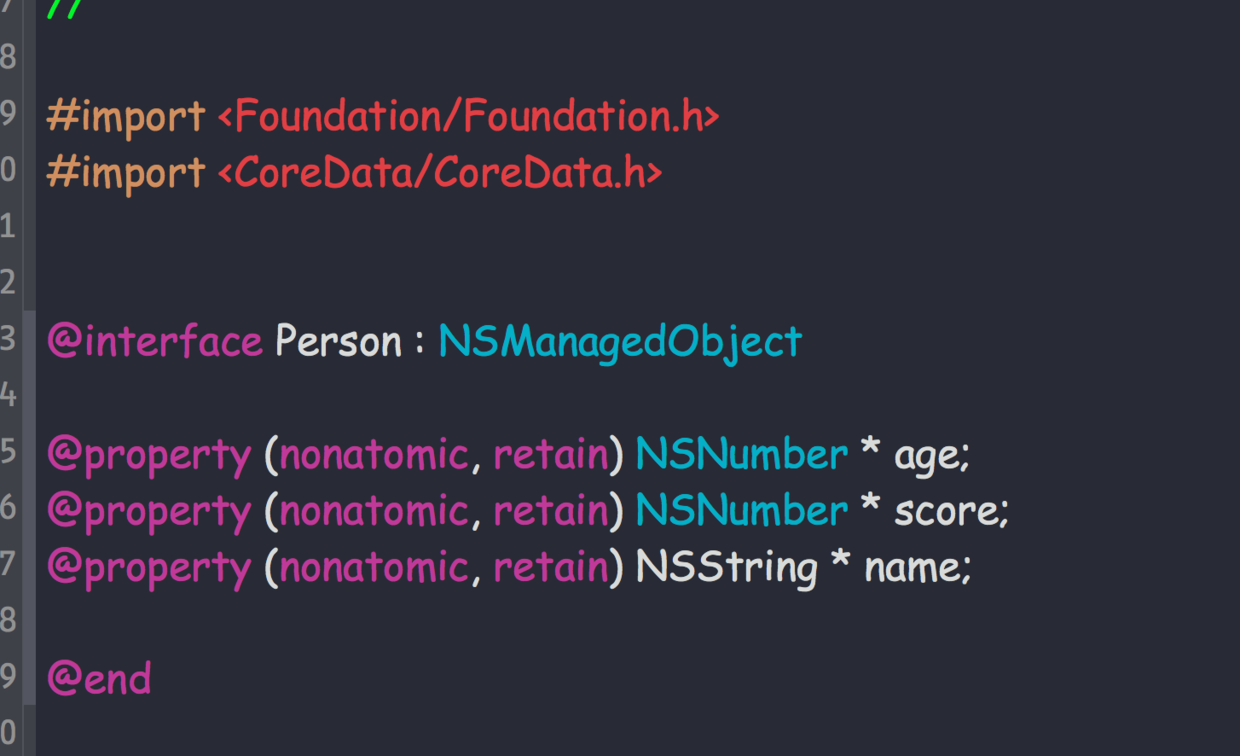 7 //
8
9 #import <Foundation/Foundation.h>
0 #import <CoreData/CoreData.h>
1
2
3 @interface Person : NSManagedObject
4
5 @property (nonatomic, retain) NSNumber * age;
6 @property (nonatomic, retain) NSNumber * score;
7 @property (nonatomic, retain) NSString * name;
8
9 @end
0